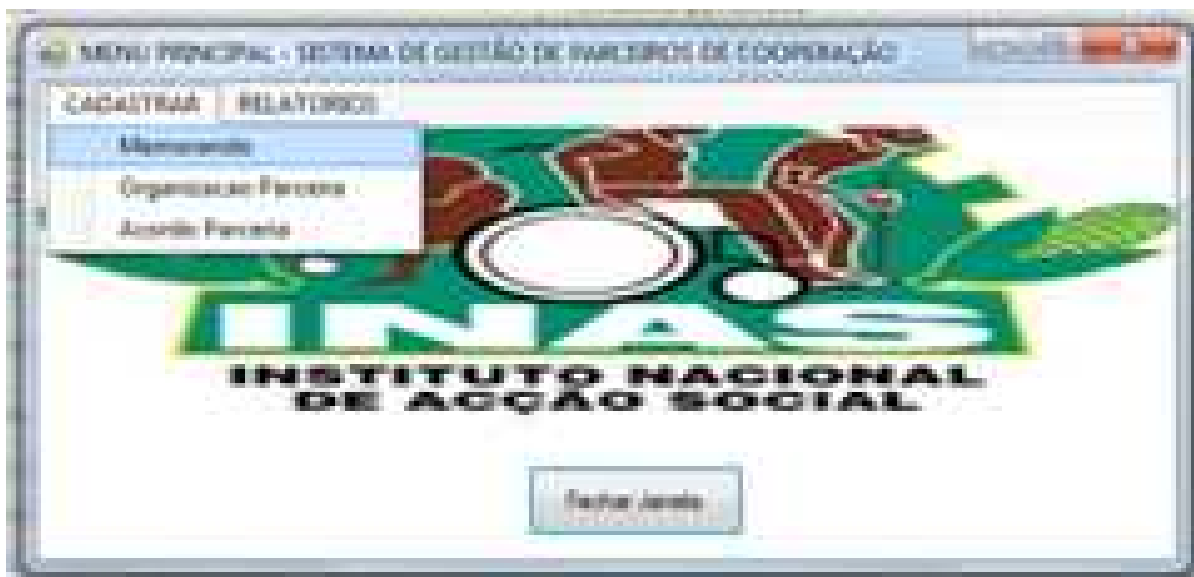 MENU PRINCIPAL - SISTEMA DE GESTÃO DE PARCEIROS DE COOPERAÇÃO
CADASTRAR RELATORIOS
Memorando
Organizacao Parceira
Acordo Parceria
INAS
INSTITUTO NACIONAL
DE ACÇÃO SOCIAL
Fechar Janela